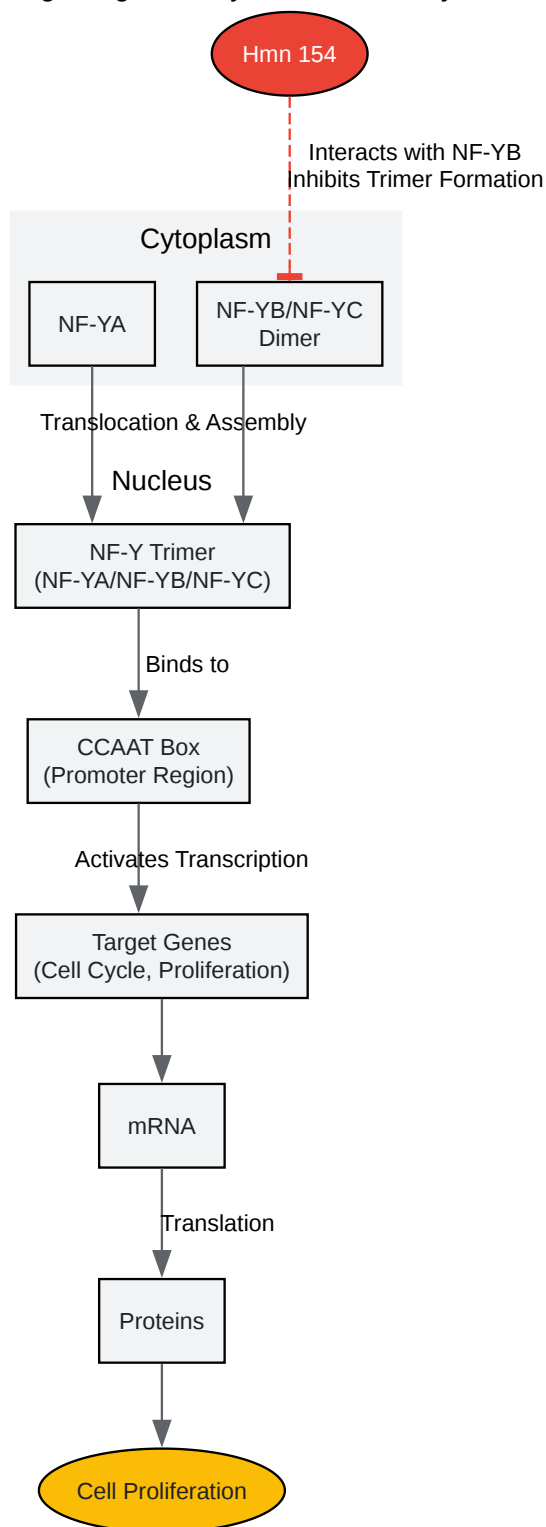 Hmn 154
Interacts with NF-YB
Inhibits Trimer Formation
Cytoplasm
NF-YA
NF-YB/NF-YC
Dimer
Translocation & Assembly
Nucleus
NF-Y Trimer
(NF-YA/NF-YB/NF-YC)
Binds to
CCAAT Box
(Promoter Region)
Activates Transcription
Target Genes
(Cell Cycle, Proliferation)
mRNA
Translation
Proteins
Cell Proliferation